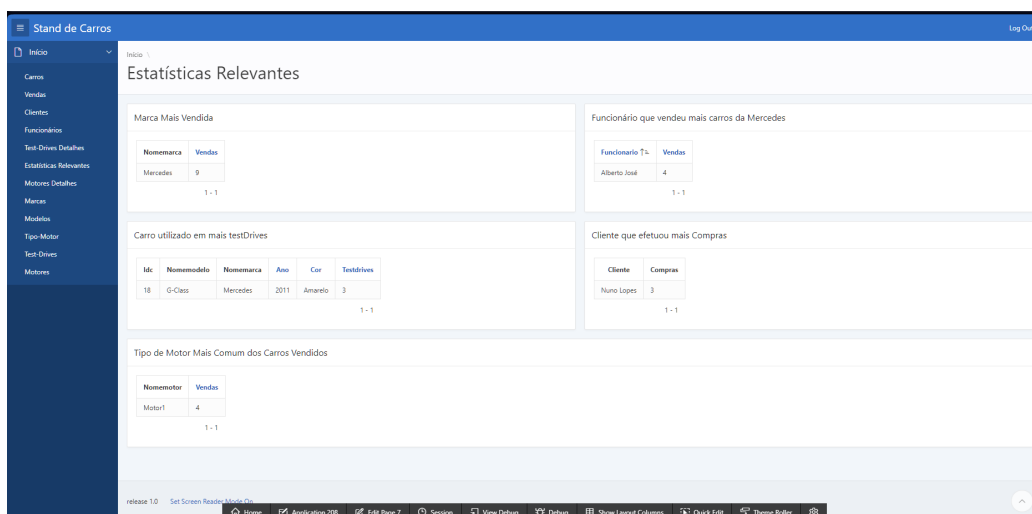 Stand de Carros
Log Out
Início
Carros
Vendas
Clientes
Funcionários
Test-Drives Detalhes
Estatísticas Relevantes
Motores Detalhes
Marcas
Modelos
Tipo-Motor
Test-Drives
Motores
Início \
Estatísticas Relevantes
Marca Mais Vendida
Nomemarca Vendas
Mercedes 9
1 - 1
Funcionário que vendeu mais carros da Mercedes
Funcionario Vendas
Alberto José 4
1 - 1
Carro utilizado em mais testDrives
Idc Nomemodelo Nomemarca Ano Cor Testdrives
18 G-Class Mercedes 2011 Amarelo 3
1 - 1
Cliente que efetuou mais Compras
Cliente Compras
Nuno Lopes 3
1 - 1
Tipo de Motor Mais Comum dos Carros Vendidos
Nomemotor Vendas
Motor1 4
1 - 1
release 1.0 Set Screen Reader Mode On
Home Application 208 Edit Page 7 Session View Debug Debug Show Layout Columns Quick Edit Theme Roller